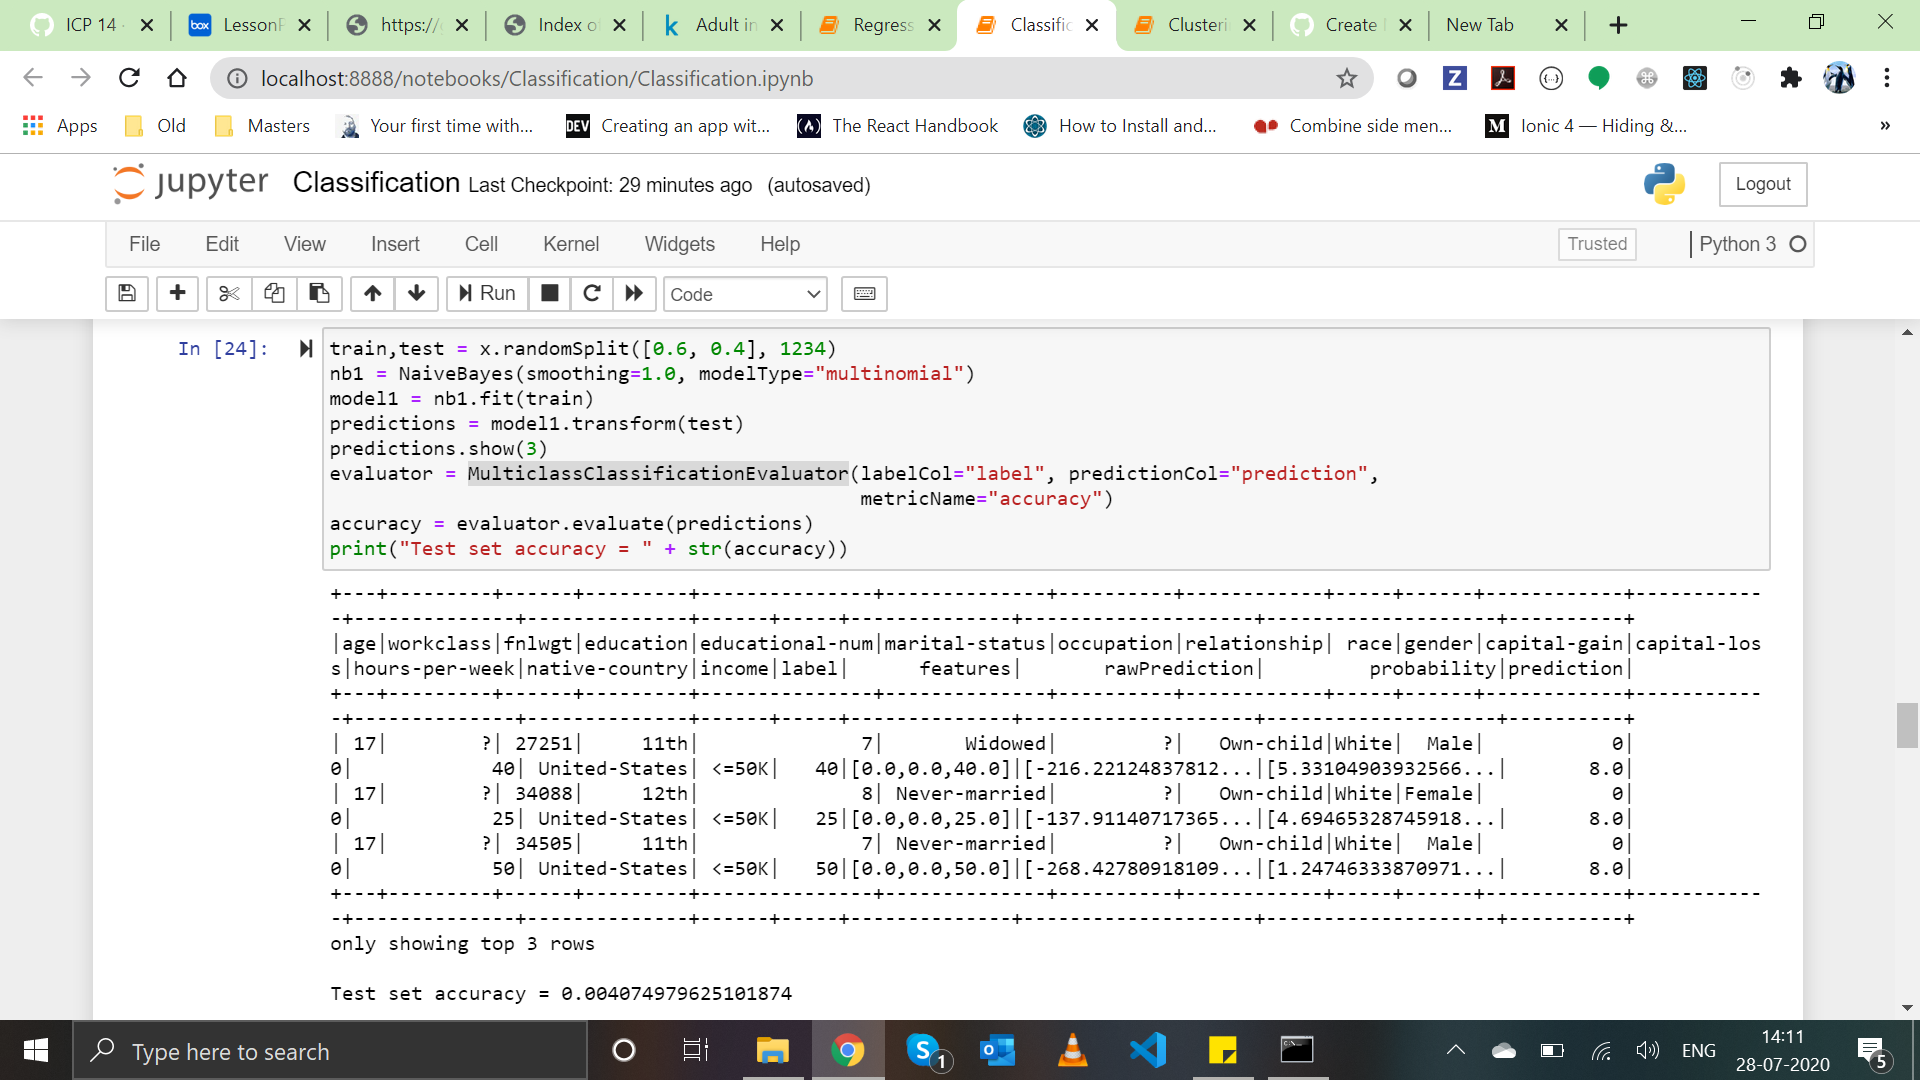 ICP 14
LessonP
https://g
Index o
Adult in
Regress
Classific
Clusteri
Create
New Tab
localhost:8888/notebooks/Classification/Classification.ipynb
Apps
Old
Masters
Your first time with...
DEV
Creating an app wit...
The React Handbook
How to Install and...
Combine side men...
Ionic 4 — Hiding &...
»
jupyter Classification Last Checkpoint: 29 minutes ago (autosaved)
Logout
File Edit View Insert Cell Kernel Widgets Help
Trusted
Python 3
Run
Code
In [24]:
train,test = x.randomSplit([0.6, 0.4], 1234)
nb1 = NaiveBayes(smoothing=1.0, modelType="multinomial")
model1 = nb1.fit(train)
predictions = model1.transform(test)
predictions.show(3)
evaluator = MulticlassClassificationEvaluator(labelCol="label", predictionCol="prediction",
metricName="accuracy")
accuracy = evaluator.evaluate(predictions)
print("Test set accuracy = " + str(accuracy))
+---+---------+------+---------+---------------+--------------+----------+------------+-----+------+------------+-----------
-+--------------+--------------+------+-----+--------------+--------------------+--------------------+----------+
|age|workclass|fnlwgt|education|educational-num|marital-status|occupation|relationship| race|gender|capital-gain|capital-los
s|hours-per-week|native-country|income|label|      features|       rawPrediction|         probability|prediction|
+---+---------+------+---------+---------------+--------------+----------+------------+-----+------+------------+-----------
-+--------------+--------------+------+-----+--------------+--------------------+--------------------+----------+
| 17|        ?| 27251|     11th|              7|       Widowed|         ?|   Own-child|White|  Male|           0|
0|            40| United-States| <=50K|   40|[0.0,0.0,40.0]|[-216.22124837812...|[5.33104903932566...|       8.0|
| 17|        ?| 34088|     12th|              8| Never-married|         ?|   Own-child|White|Female|           0|
0|            25| United-States| <=50K|   25|[0.0,0.0,25.0]|[-137.91140717365...|[4.69465328745918...|       8.0|
| 17|        ?| 34505|     11th|              7| Never-married|         ?|   Own-child|White|  Male|           0|
0|            50| United-States| <=50K|   50|[0.0,0.0,50.0]|[-268.42780918109...|[1.24746333870971...|       8.0|
+---+---------+------+---------+---------------+--------------+----------+------------+-----+------+------------+-----------
-+--------------+--------------+------+-----+--------------+--------------------+--------------------+----------+
only showing top 3 rows
Test set accuracy = 0.004074979625101874
Type here to search
1
ENG
14:11
28-07-2020
5